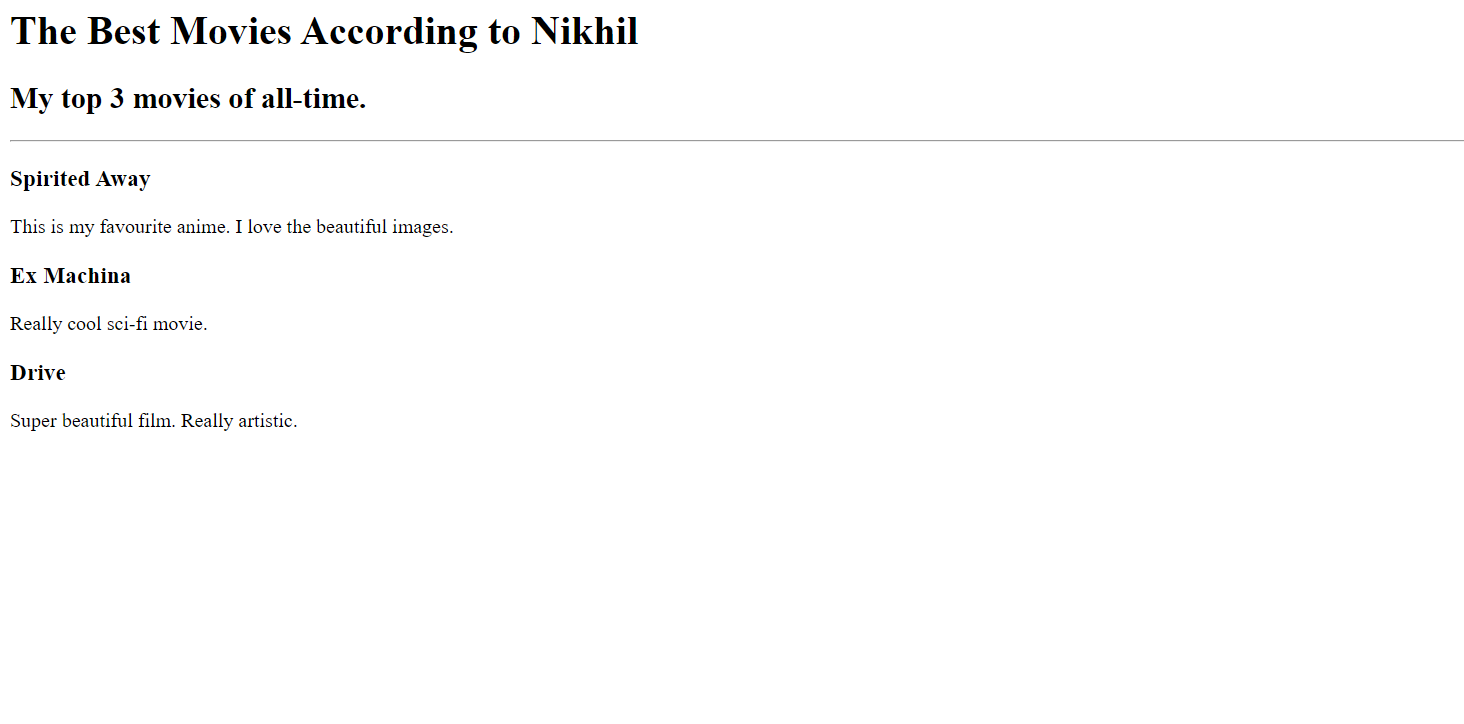 The Best Movies According to Nikhil
My top 3 movies of all-time.
Spirited Away
This is my favourite anime. I love the beautiful images.
Ex Machina
Really cool sci-fi movie.
Drive
Super beautiful film. Really artistic.